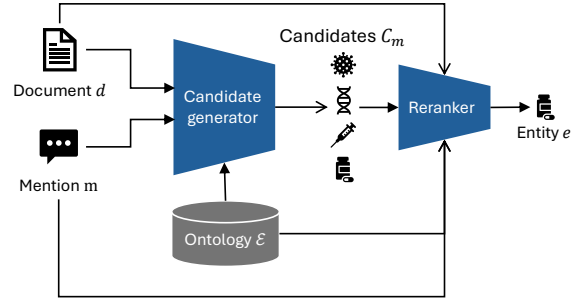 Document d
Mention m
Candidate
generator
Ontology ℰ
Candidates C_m
Reranker
Entity e